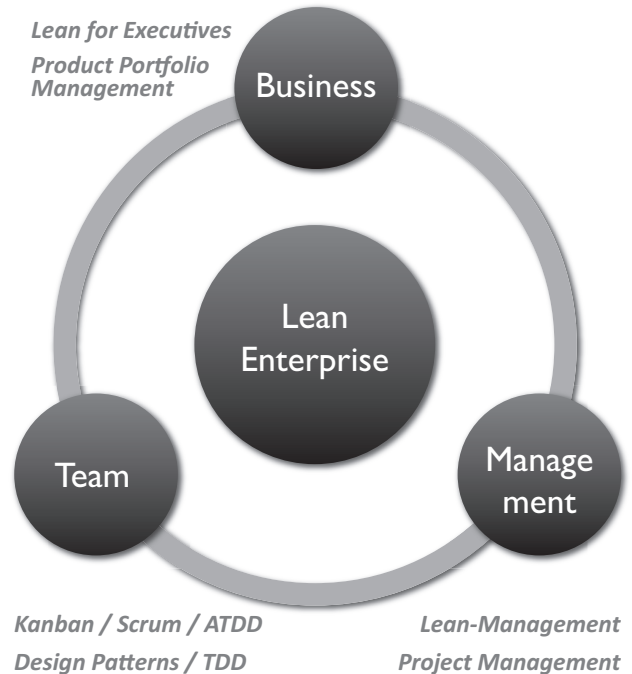 Lean for Executives
Product Portfolio
Management
Business
Lean
Enterprise
Team
Manage
ment
Kanban / Scrum / ATDD
Design Patterns / TDD
Lean-Management
Project Management